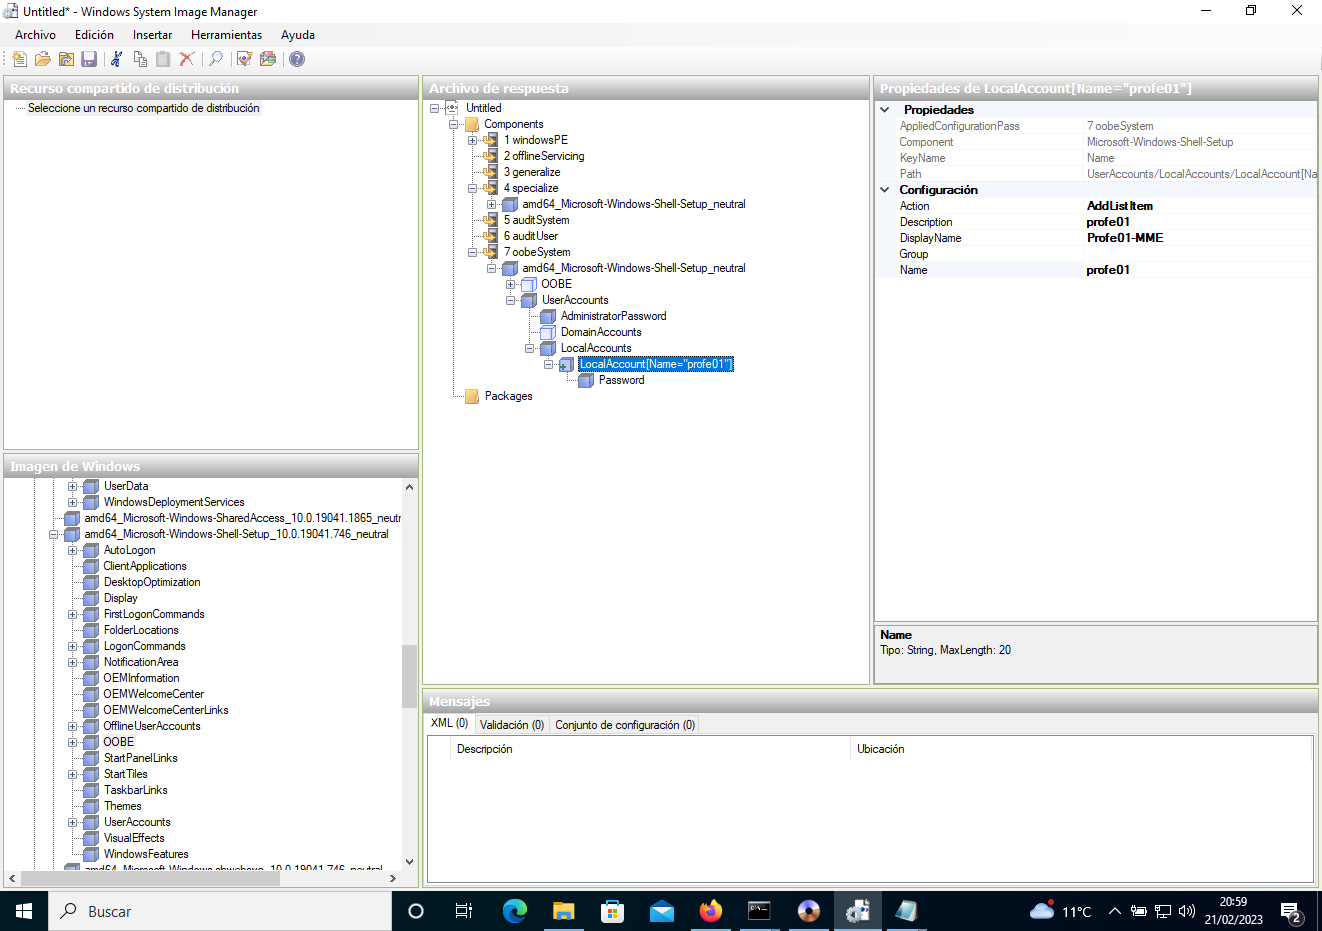 Untitled* - Windows System Image Manager
Archivo Edición Insertar Herramientas Ayuda
Recurso compartido de distribución
Seleccione un recurso compartido de distribución
Imagen de Windows
UserData
WindowsDeploymentServices
amd64_Microsoft-Windows-SharedAccess_10.0.19041.1865_neutr
amd64_Microsoft-Windows-Shell-Setup_10.0.19041.746_neutral
AutoLogon
ClientApplications
DesktopOptimization
Display
FirstLogonCommands
FolderLocations
LogonCommands
NotificationArea
OEMInformation
OEMWelcomeCenter
OEMWelcomeCenterLinks
OfflineUserAccounts
OOBE
StartPanelLinks
StartTiles
TaskbarLinks
Themes
UserAccounts
VisualEffects
WindowsFeatures
Archivo de respuesta
Untitled
Components
1 windowsPE
2 offlineServicing
3 generalize
4 specialize
amd64_Microsoft-Windows-Shell-Setup_neutral
5 auditSystem
6 auditUser
7 oobeSystem
amd64_Microsoft-Windows-Shell-Setup_neutral
OOBE
UserAccounts
AdministratorPassword
DomainAccounts
LocalAccounts
LocalAccount[Name="profe01"]
Password
Packages
Propiedades de LocalAccount[Name="profe01"]
Propiedades
AppliedConfigurationPass 7 oobeSystem
Component Microsoft-Windows-Shell-Setup
KeyName Name
Path UserAccounts/LocalAccounts/LocalAccount[Na
Configuración
Action AddListItem
Description profe01
DisplayName Profe01-MME
Group
Name profe01
Name
Tipo: String, MaxLength: 20
Mensajes
XML (0) Validación (0) Conjunto de configuración (0)
Descripción Ubicación
Buscar
11°C
20:59
21/02/2023
2